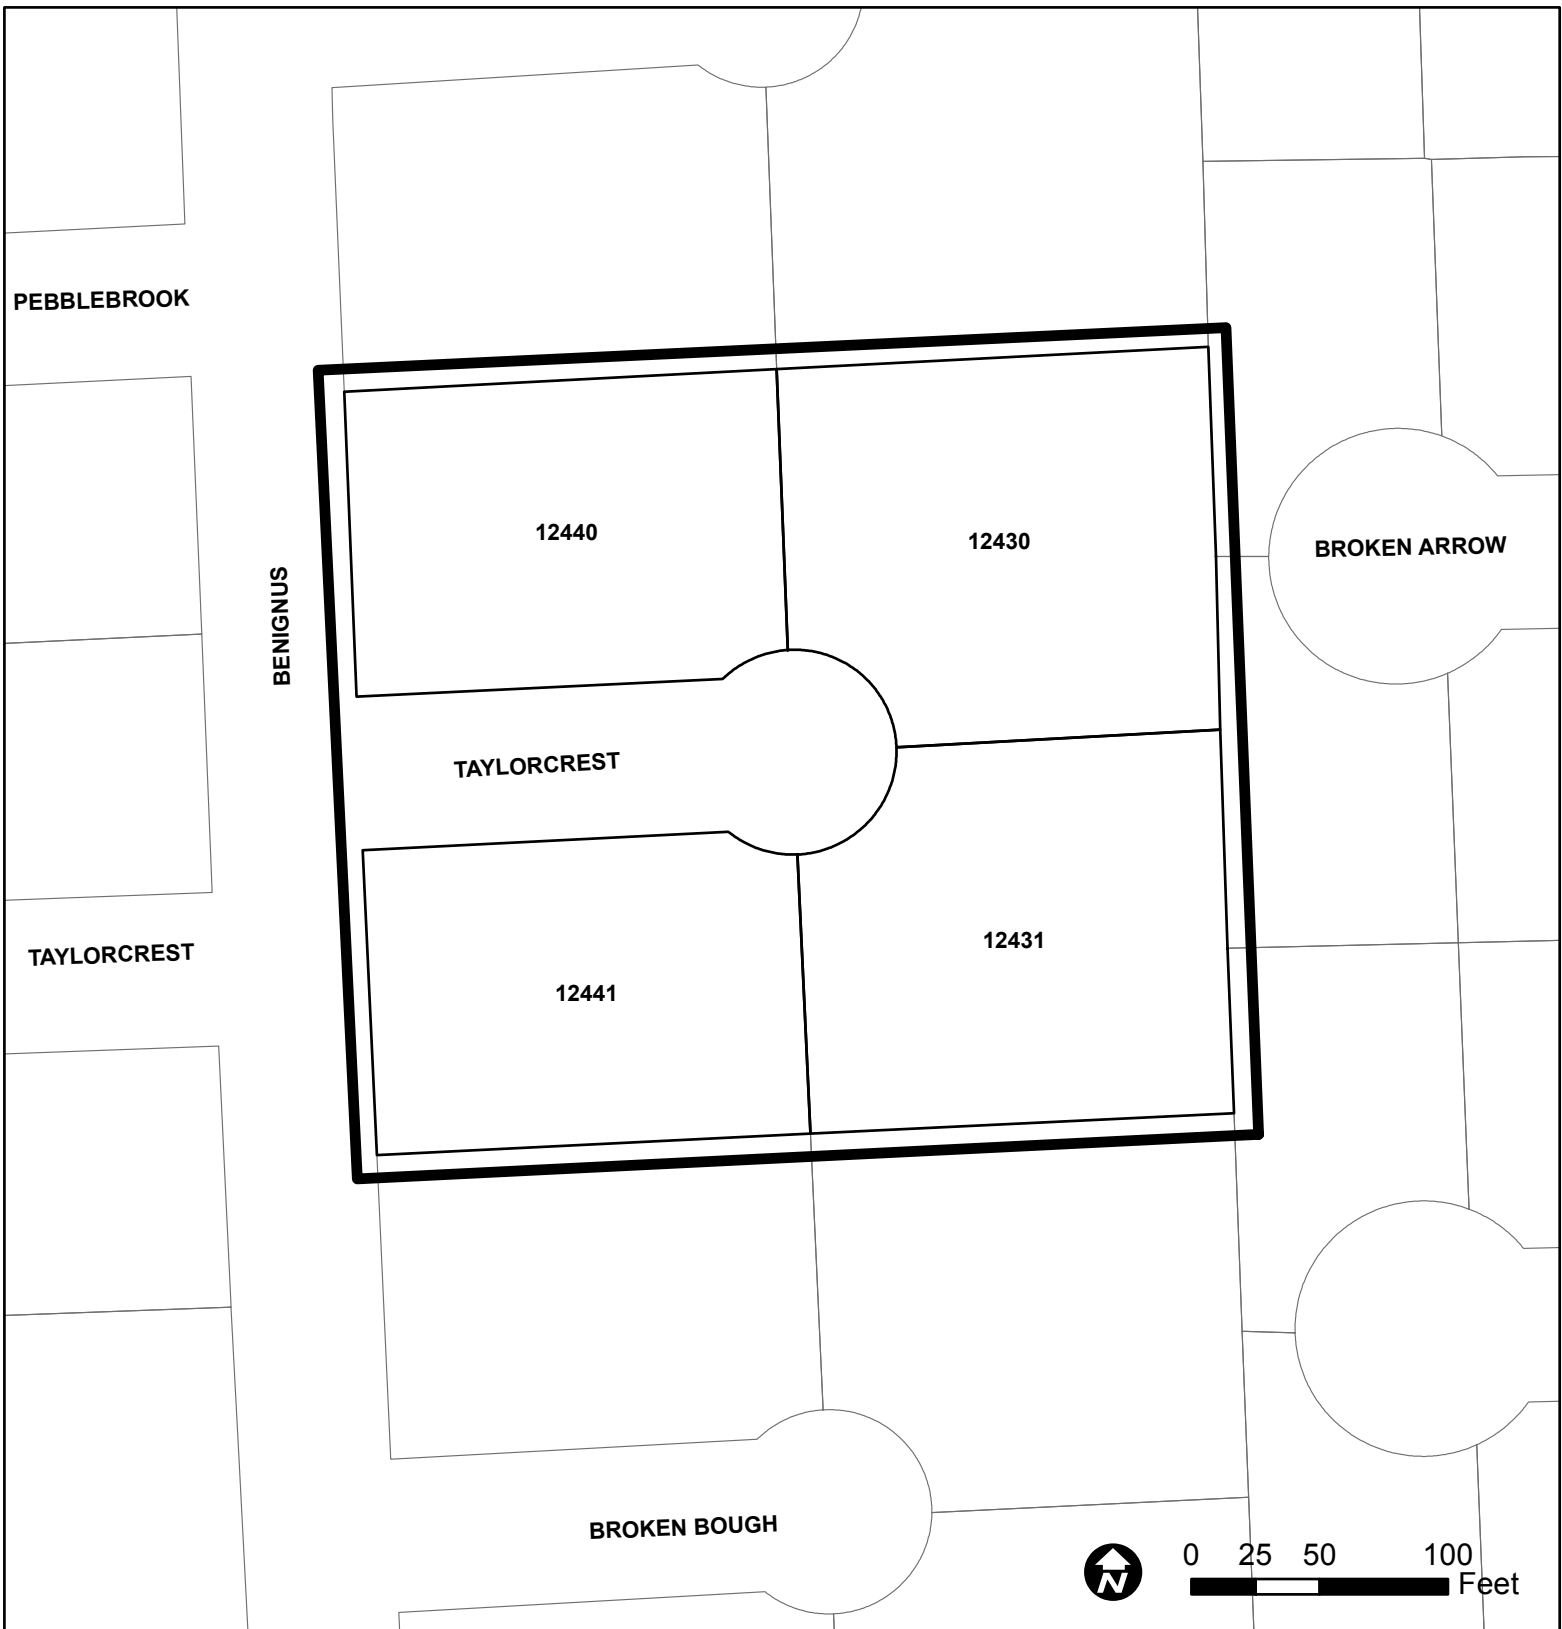 PEBBLEBROOK
12440
12430
BROKEN ARROW
BENIGNUS
TAYLORCREST
12431
TAYLORCREST
12441
BROKEN BOUGH
N
0 25 50 100
Feet